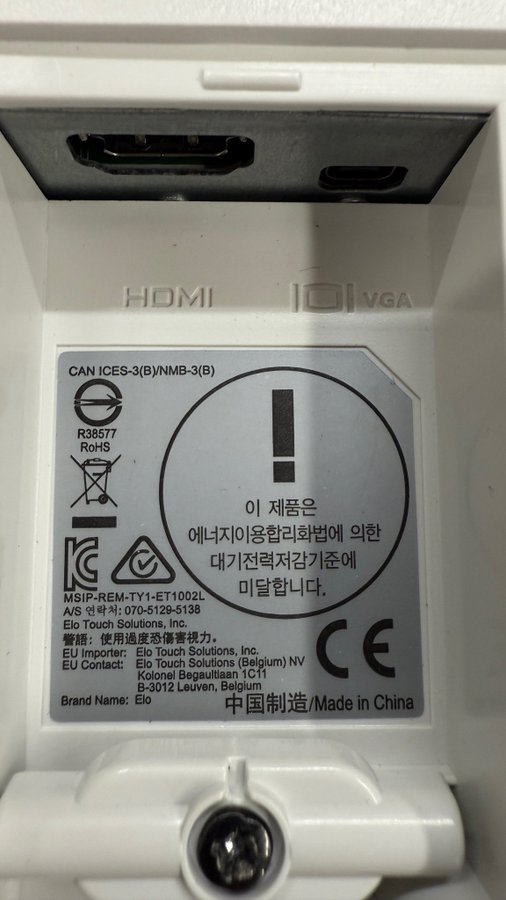 HDMI
VGA
CAN ICES-3(B)/NMB-3(B)
R38577
RoHS
이 제품은
에너지이용합리화법에 의한
대기전력저감기준에
미달합니다.
MSIP-REM-TY1-ET1002L
A/S 연락처: 070-5129-5138
Elo Touch Solutions, Inc.
警語: 使用過度恐傷害視力。
EU Importer: Elo Touch Solutions, Inc.
EU Contact: Elo Touch Solutions (Belgium) NV
Kolonel Begaultlaan 1C11
B-3012 Leuven, Belgium
Brand Name: Elo
CE
中国制造/Made in China